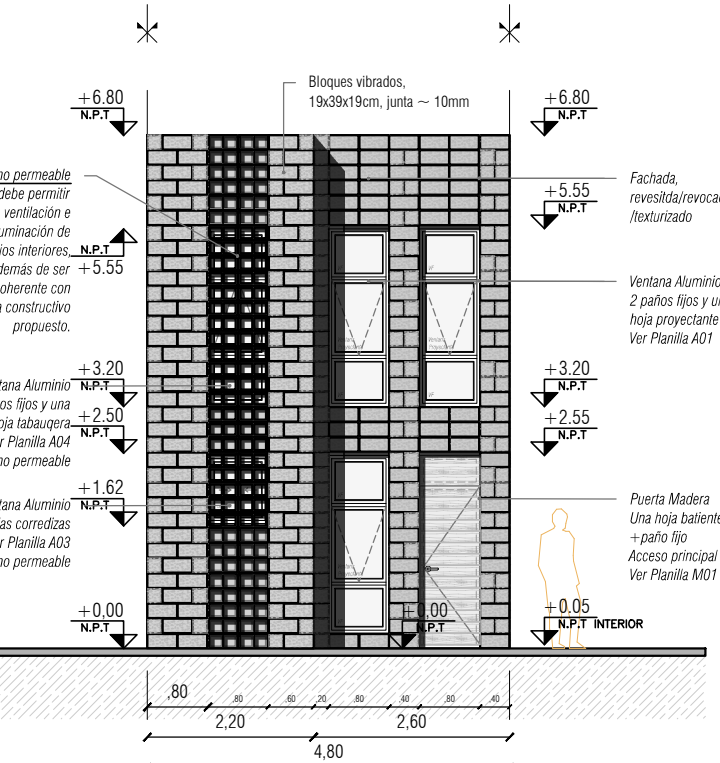 Bloques vibrados,
19x39x19cm, junta ~ 10mm
+6.80
N.P.T
+6.80
N.P.T
no permeable
debe permitir
ventilación e
uminación de
ios interiores,
demás de ser
oherente con
a constructivo
propuesto.
N.P.T
+5.55
+5.55
N.P.T
Fachada,
revesitda/revocad
/texturizado
Ventana Aluminio
2 paños fijos y un
hoja proyectante
Ver Planilla A01
+3.20
N.P.T
+3.20
N.P.T
tana Aluminio
os fijos y una
oja tabauqera
r Planilla A04
no permeable
+2.50
N.P.T
+2.55
N.P.T
+1.62
N.P.T
tana Aluminio
as corredizas
r Planilla A03
no permeable
Puerta Madera
Una hoja batiente
+paño fijo
Acceso principal
Ver Planilla M01
+0,00
N.P.T
+0,00
N.P.T
+0.05
N.P.T INTERIOR
,80
,80 ,60 ,20 ,80 ,40 ,80 ,40
2,20 2,60
4,80